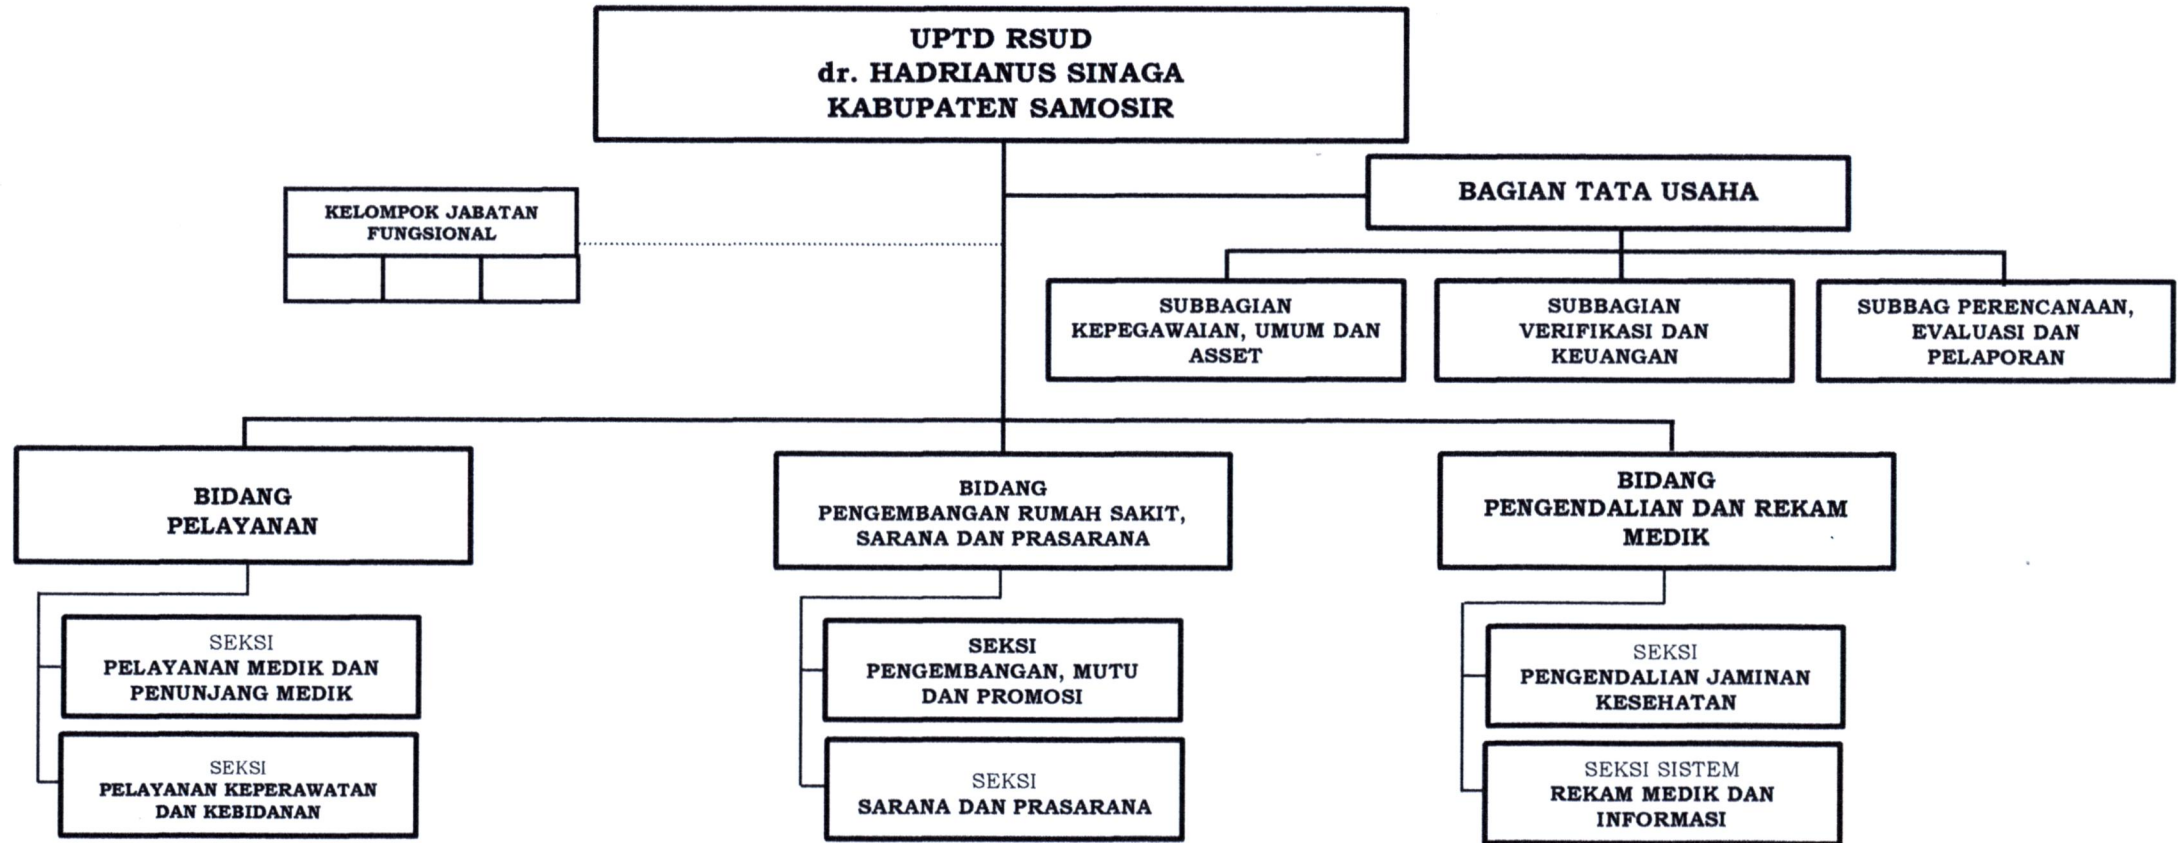 UPTD RSUD
dr. HADRIANUS SINAGA
KABUPATEN SAMOSIR
BAGIAN TATA USAHA
KELOMPOK JABATAN
FUNGSIONAL
SUBBAGIAN
KEPEGAWAIAN, UMUM DAN
ASSET
SUBBAGIAN
VERIFIKASI DAN
KEUANGAN
SUBBAG PERENCANAAN,
EVALUASI DAN
PELAPORAN
BIDANG
PELAYANAN
BIDANG
PENGEMBANGAN RUMAH SAKIT,
SARANA DAN PRASARANA
BIDANG
PENGENDALIAN DAN REKAM
MEDIK
SEKSI
PELAYANAN MEDIK DAN
PENUNJANG MEDIK
SEKSI
PELAYANAN KEPERAWATAN
DAN KEBIDANAN
SEKSI
PENGEMBANGAN, MUTU
DAN PROMOSI
SEKSI
SARANA DAN PRASARANA
SEKSI
PENGENDALIAN JAMINAN
KESEHATAN
SEKSI SISTEM
REKAM MEDIK DAN
INFORMASI